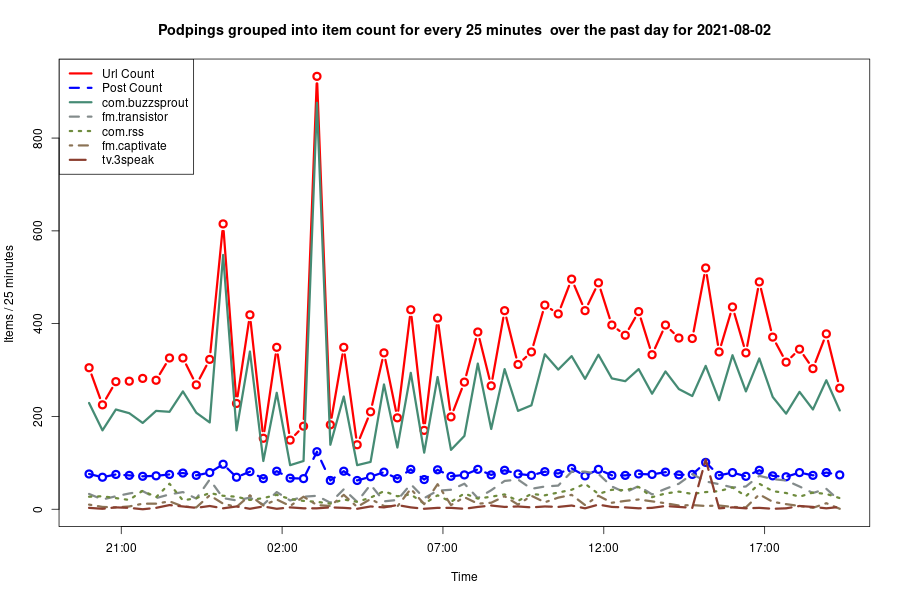 Podpings grouped into item count for every 25 minutes  over the past day for 2021-08-02
Url Count
Post Count
com.buzzsprout
fm.transistor
com.rss
fm.captivate
tv.3speak
Items / 25 minutes
800
600
400
200
0
21:00
02:00
07:00
12:00
17:00
Time